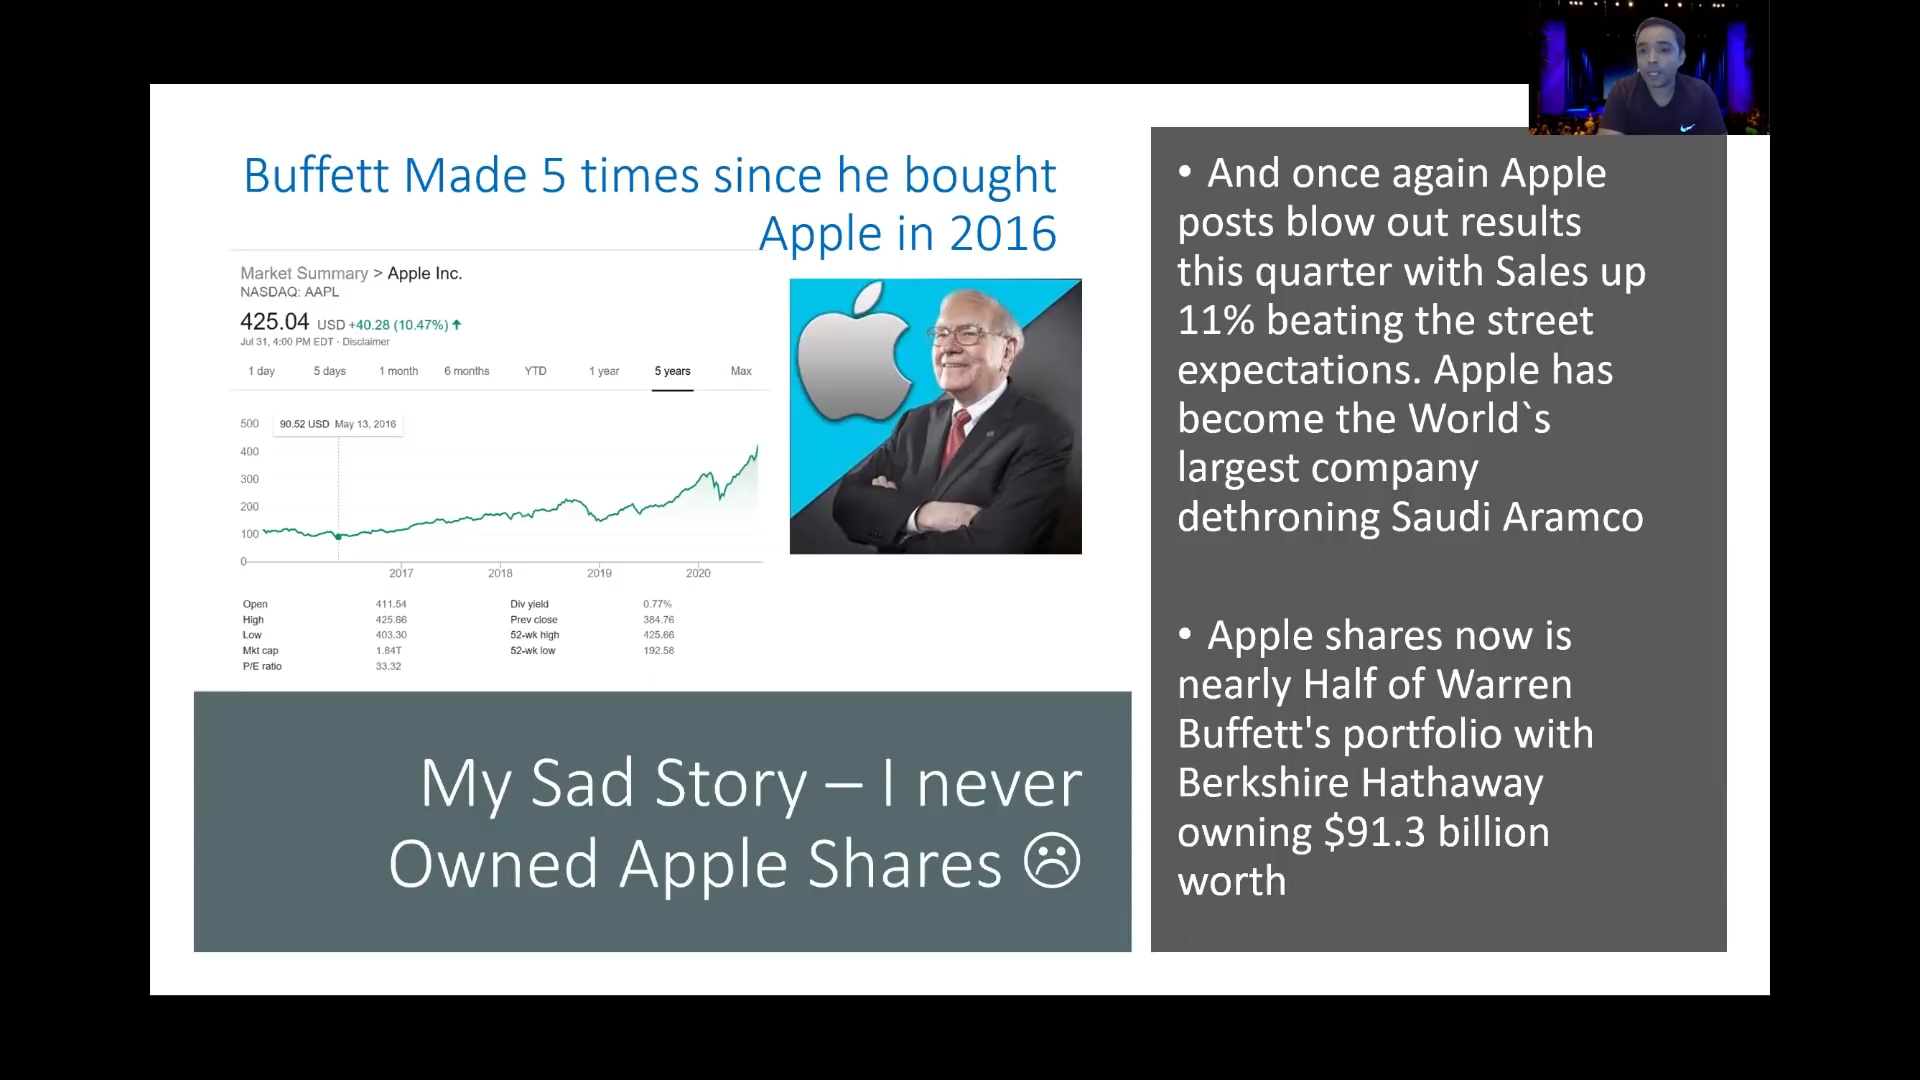 Buffett Made 5 times since he bought
Apple in 2016
Market Summary > Apple Inc.
NASDAQ: AAPL
425.04 USD +40.28 (10.47%) ↑
Jul 31, 4:00 PM EDT · Disclaimer
1 day 5 days 1 month 6 months YTD 1 year 5 years Max
500
90.52 USD May 13, 2016
400
300
200
100
0
2017 2018 2019 2020
Open 411.54 Div yield 0.77%
High 425.66 Prev close 384.76
Low 403.30 52-wk high 425.66
Mkt cap 1.84T 52-wk low 192.58
P/E ratio 33.32
My Sad Story – I never
Owned Apple Shares ☹
• And once again Apple
posts blow out results
this quarter with Sales up
11% beating the street
expectations. Apple has
become the World`s
largest company
dethroning Saudi Aramco
• Apple shares now is
nearly Half of Warren
Buffett's portfolio with
Berkshire Hathaway
owning $91.3 billion
worth